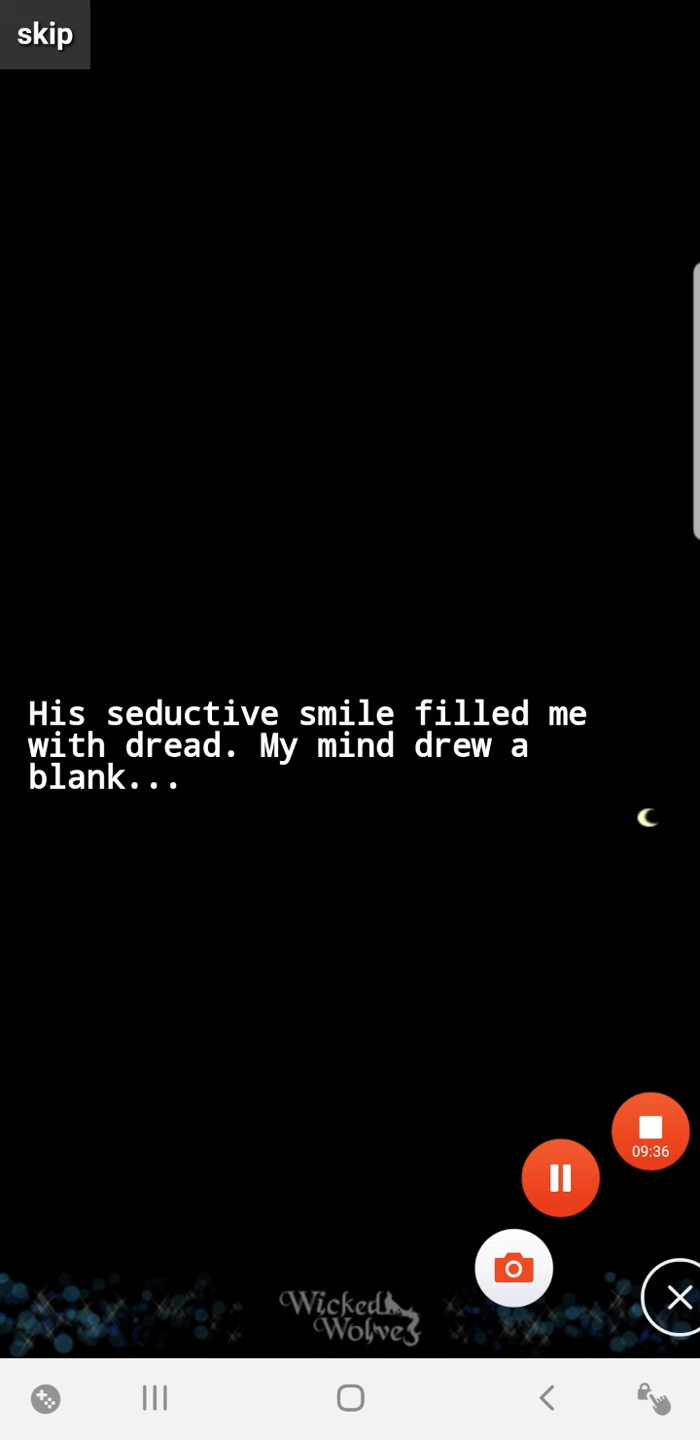 skip
His seductive smile filled me
with dread. My mind drew a
blank...
09:36
Wicked
Wolves